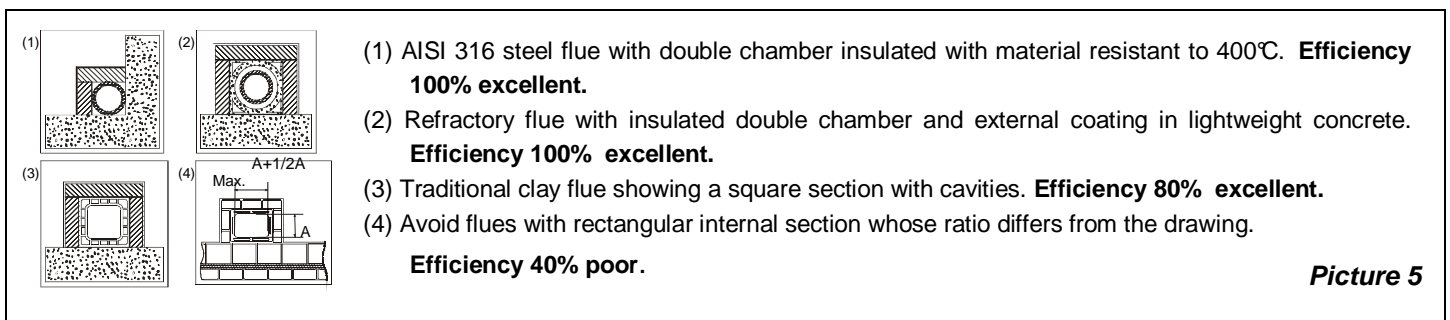 (1)
(2)
(3)
(4)
A+1/2A
Max.
A
(1) AISI 316 steel flue with double chamber insulated with material resistant to 400℃. Efficiency
100% excellent.
(2) Refractory flue with insulated double chamber and external coating in lightweight concrete.
Efficiency 100% excellent.
(3) Traditional clay flue showing a square section with cavities. Efficiency 80% excellent.
(4) Avoid flues with rectangular internal section whose ratio differs from the drawing.
Efficiency 40% poor.
Picture 5